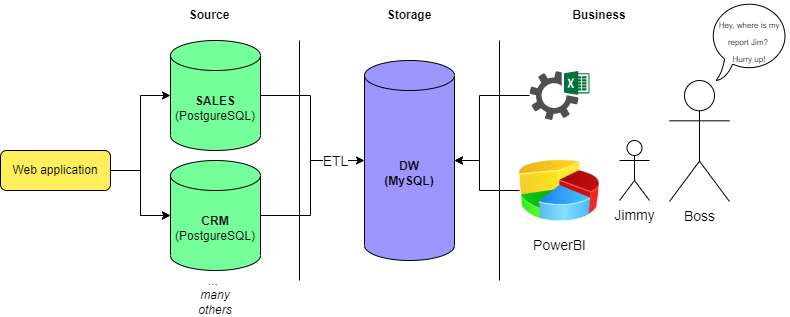 Source
Storage
Business
Hey, where is my
report Jim?
Hurry up!
SALES
(PostgureSQL)
X
Web application
ETL
DW
(MySQL)
CRM
(PostgureSQL)
Jimmy
Boss
PowerBI
...
many
others